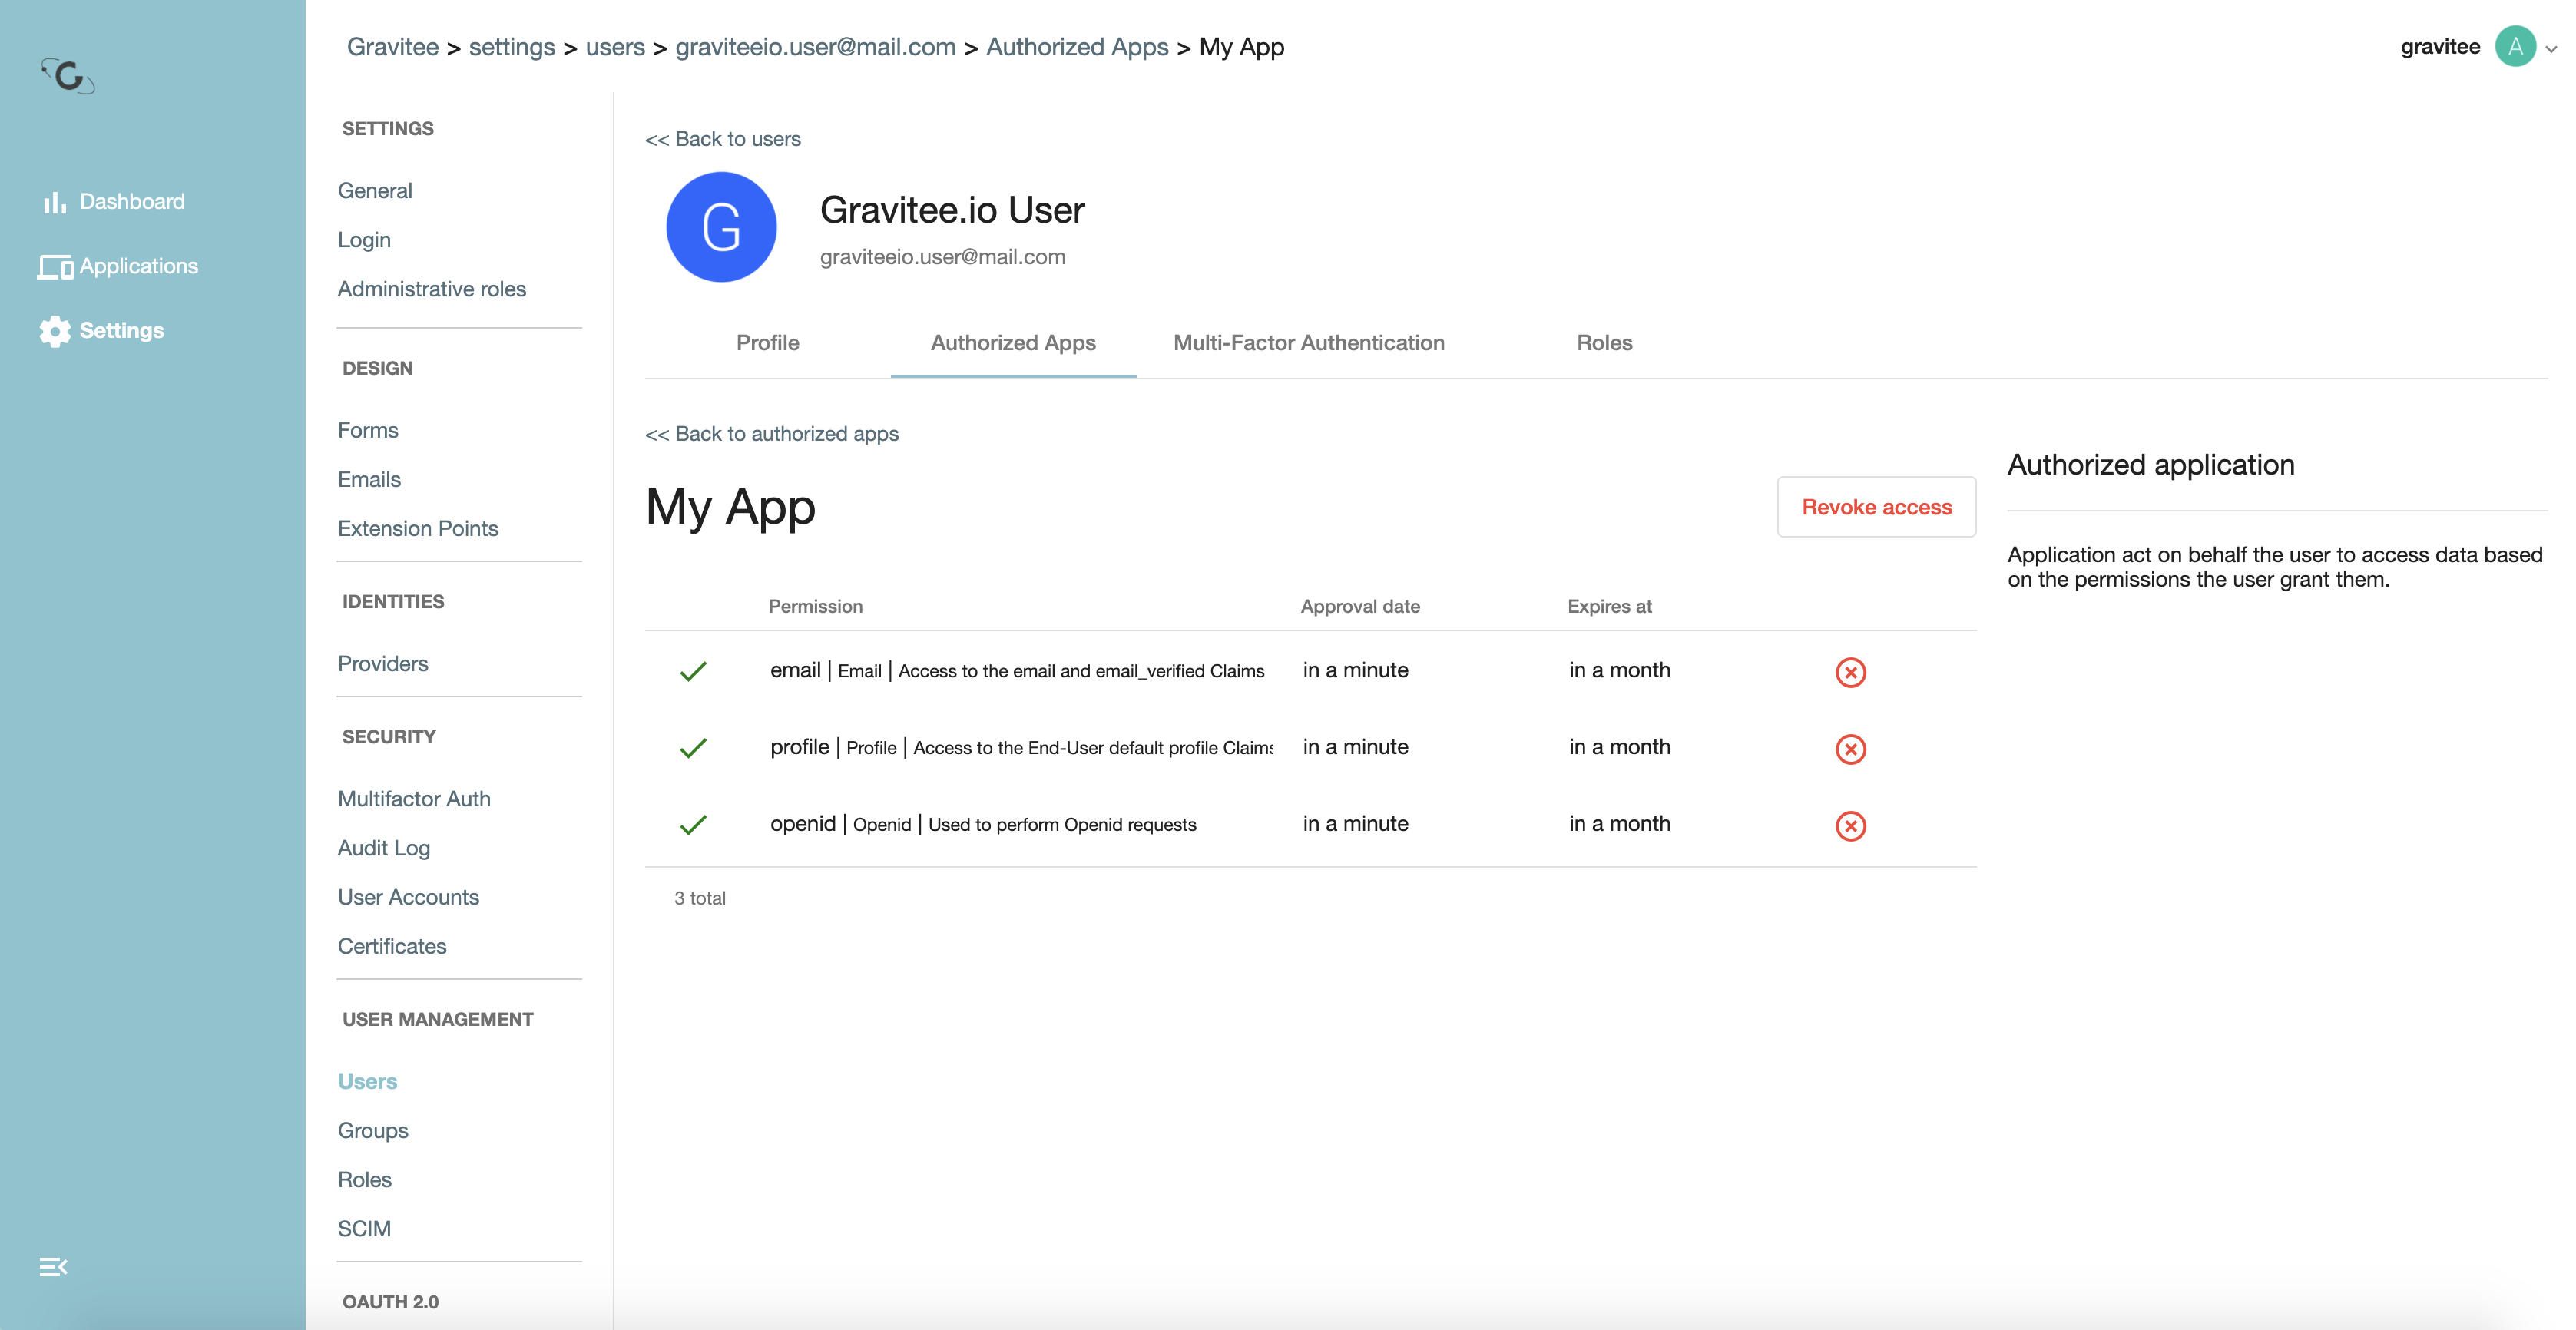 Gravitee > settings > users > graviteeio.user@mail.com > Authorized Apps > My App
gravitee A
Dashboard
Applications
Settings
SETTINGS
General
Login
Administrative roles
DESIGN
Forms
Emails
Extension Points
IDENTITIES
Providers
SECURITY
Multifactor Auth
Audit Log
User Accounts
Certificates
USER MANAGEMENT
Users
Groups
Roles
SCIM
OAUTH 2.0
<< Back to users
G
Gravitee.io User
graviteeio.user@mail.com
Profile Authorized Apps Multi-Factor Authentication Roles
<< Back to authorized apps
My App
Revoke access
Permission Approval date Expires at
email | Email | Access to the email and email_verified Claims in a minute in a month
profile | Profile | Access to the End-User default profile Claims in a minute in a month
openid | Openid | Used to perform Openid requests in a minute in a month
3 total
Authorized application
Application act on behalf the user to access data based
on the permissions the user grant them.